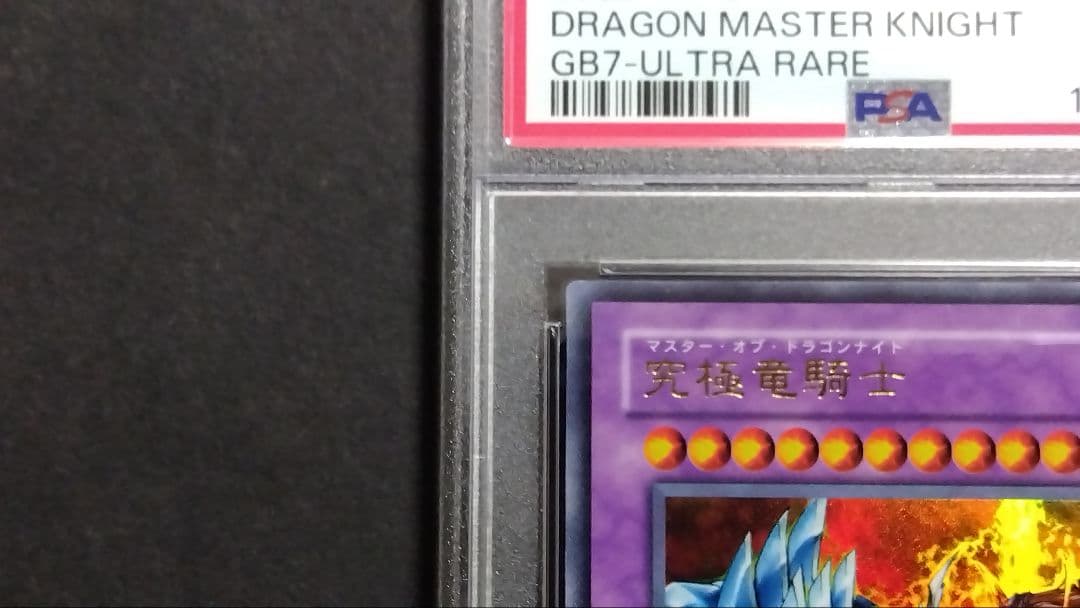 DRAGON MASTER KNIGHT
GB7-ULTRA RARE
PSA
マスター・オブ・ドラゴンナイト
究極竜騎士